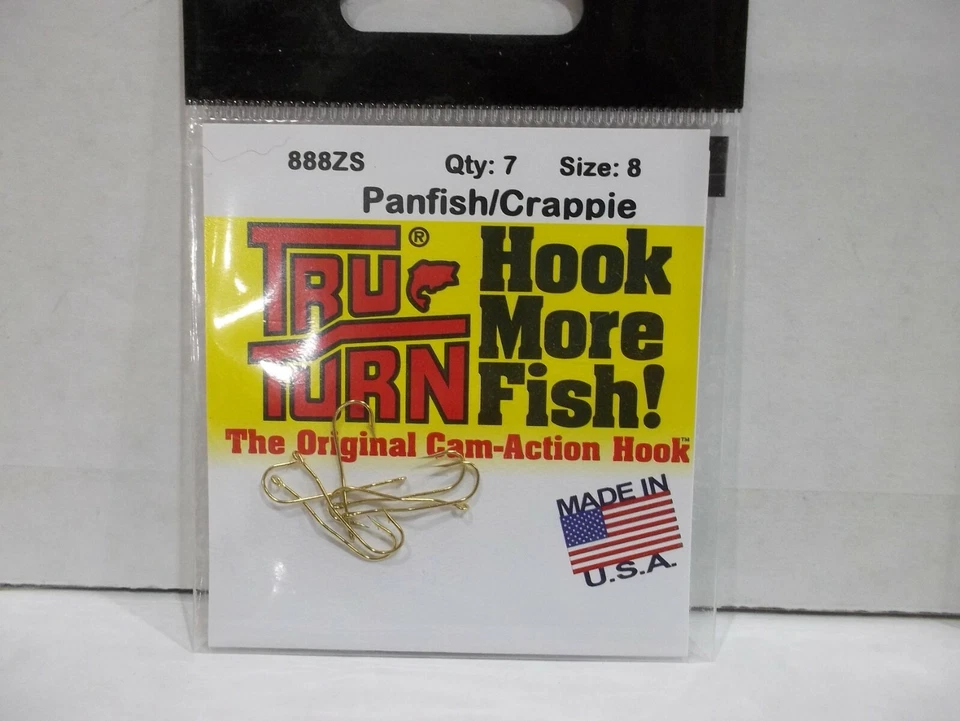 888ZS Qty: 7 Size: 8
Panfish/Crappie
TRU ®
TURN
Hook
More
Fish!
The Original Cam-Action Hook™
MADE IN
U.S.A.